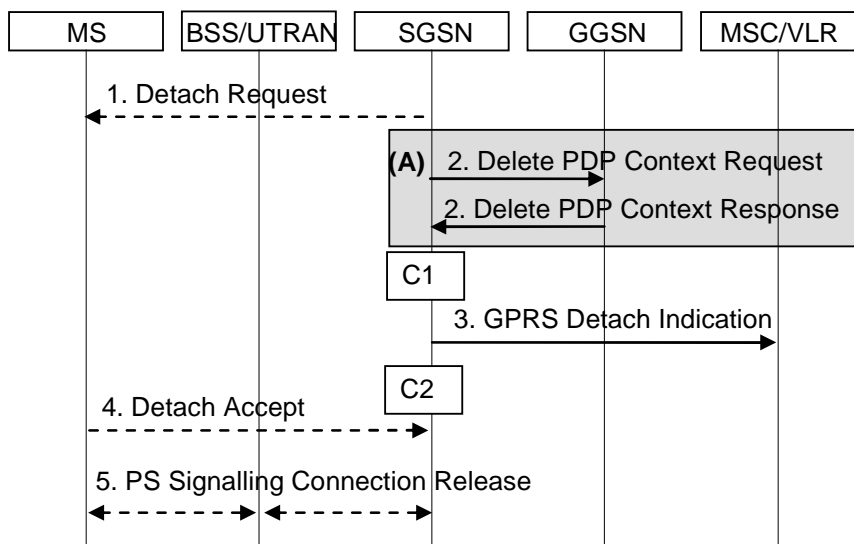 MS
BSS/UTRAN
SGSN
GGSN
MSC/VLR
1. Detach Request
(A)
2. Delete PDP Context Request
2. Delete PDP Context Response
C1
3. GPRS Detach Indication
C2
4. Detach Accept
5. PS Signalling Connection Release